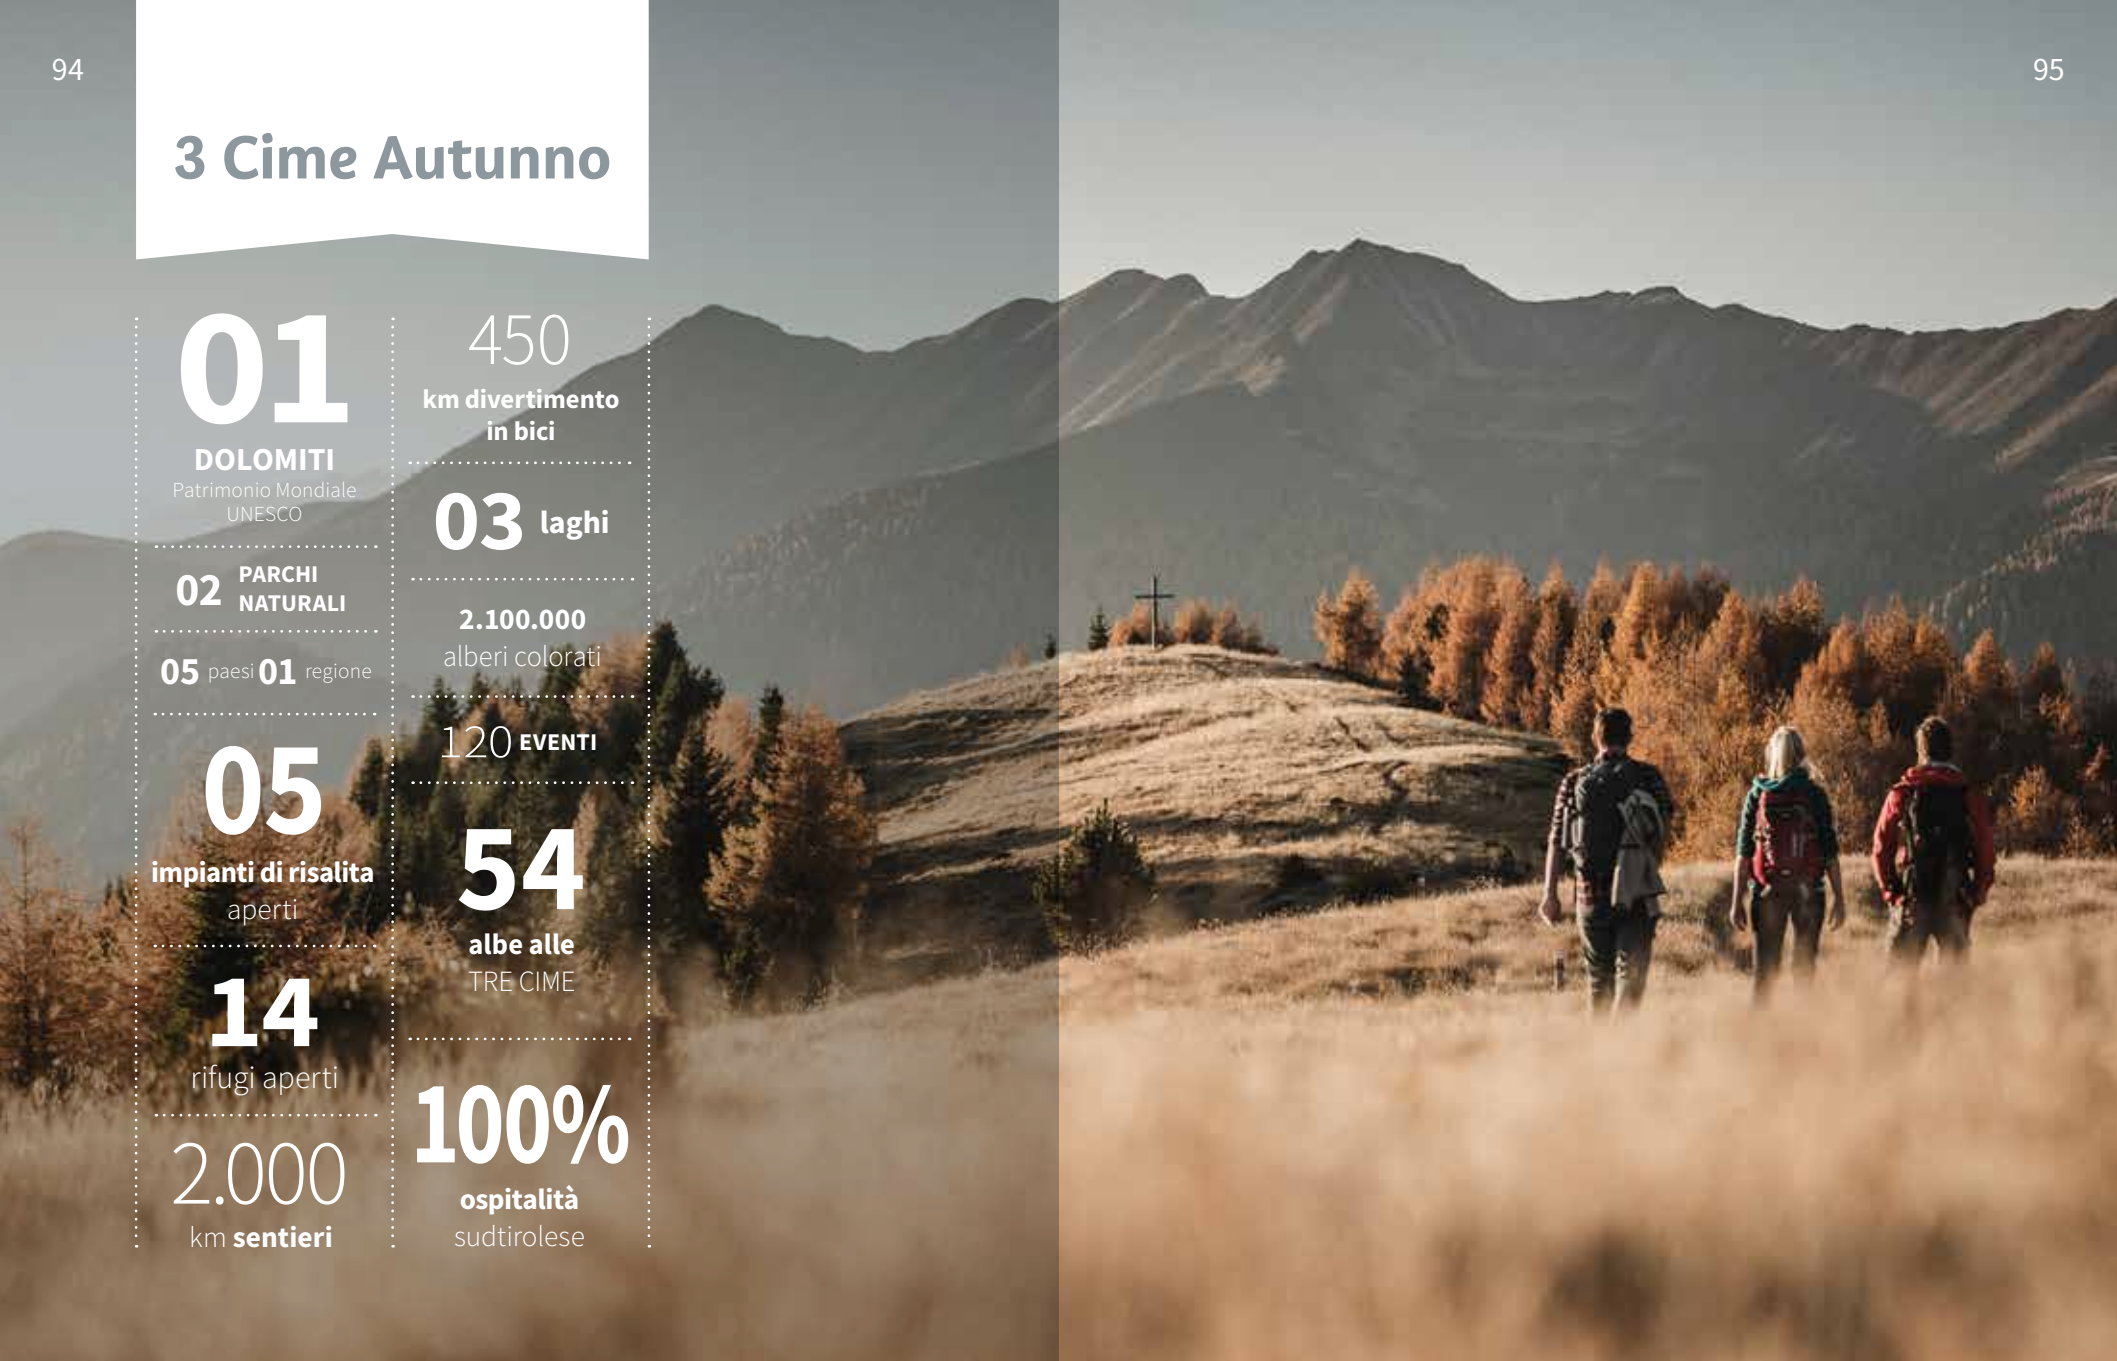 94
95
3 Cime Autunno
01
DOLOMITI
Patrimonio Mondiale
UNESCO
02 PARCHI
NATURALI
05 paesi 01 regione
05
impianti di risalita
aperti
14
rifugi aperti
2.000
km sentieri
450
km divertimento
in bici
03 laghi
2.100.000
alberi colorati
120 EVENTI
54
albe alle
TRE CIME
100%
ospitalità
sudtirolese